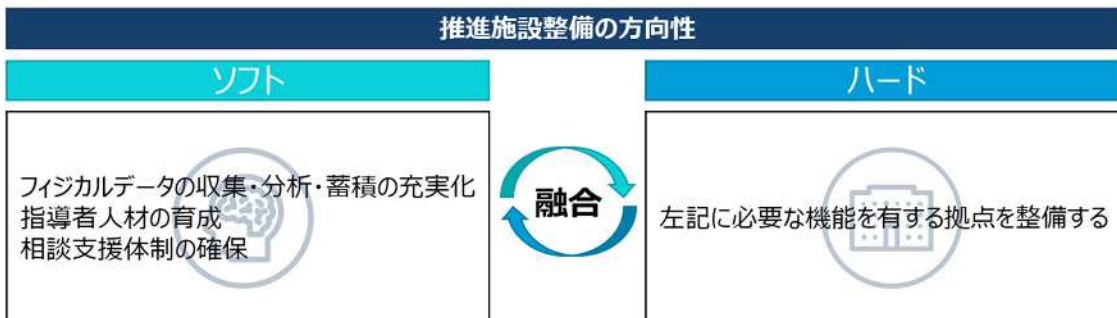 推進施設整備の方向性
ソフト
ハード
フィジカルデータの収集・分析・蓄積の充実化
指導者人材の育成
相談支援体制の確保
融合
左記に必要な機能を有する拠点を整備する